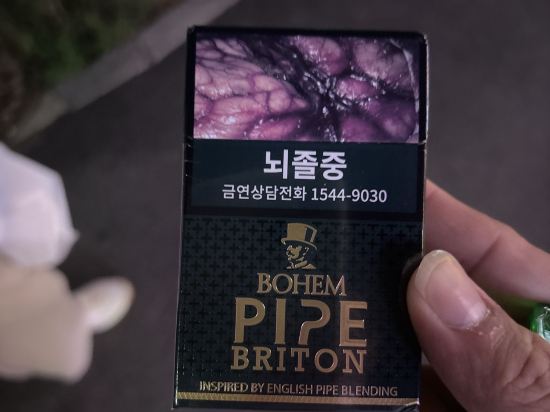 뇌졸중
금연상담전화 1544-9030
BOHEM
PIPE
BRITON
INSPIRED BY ENGLISH PIPE BLENDING